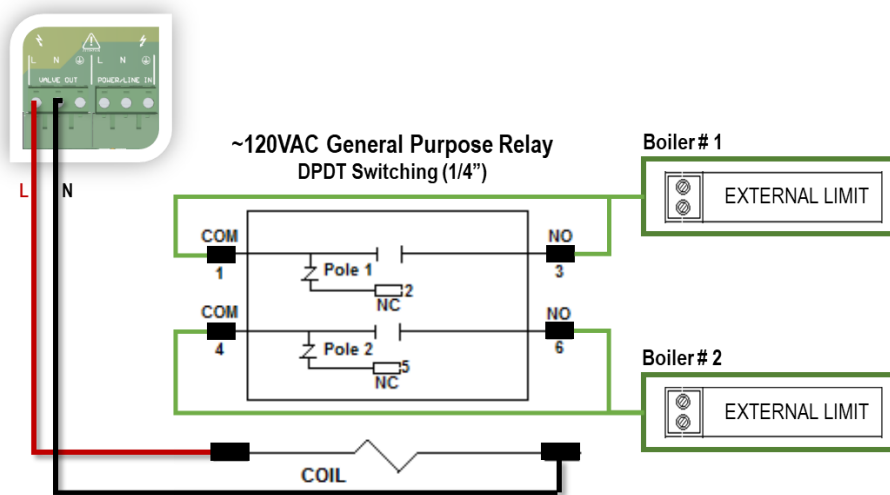 L N L N
VALVE OUT POWER/LINE IN
L N
~120VAC General Purpose Relay
DPDT Switching (1/4")
Boiler # 1
EXTERNAL LIMIT
COM
1
Pole 1
2
NC
NO
3
COM
4
Pole 2
5
NC
NO
6
Boiler # 2
EXTERNAL LIMIT
COIL